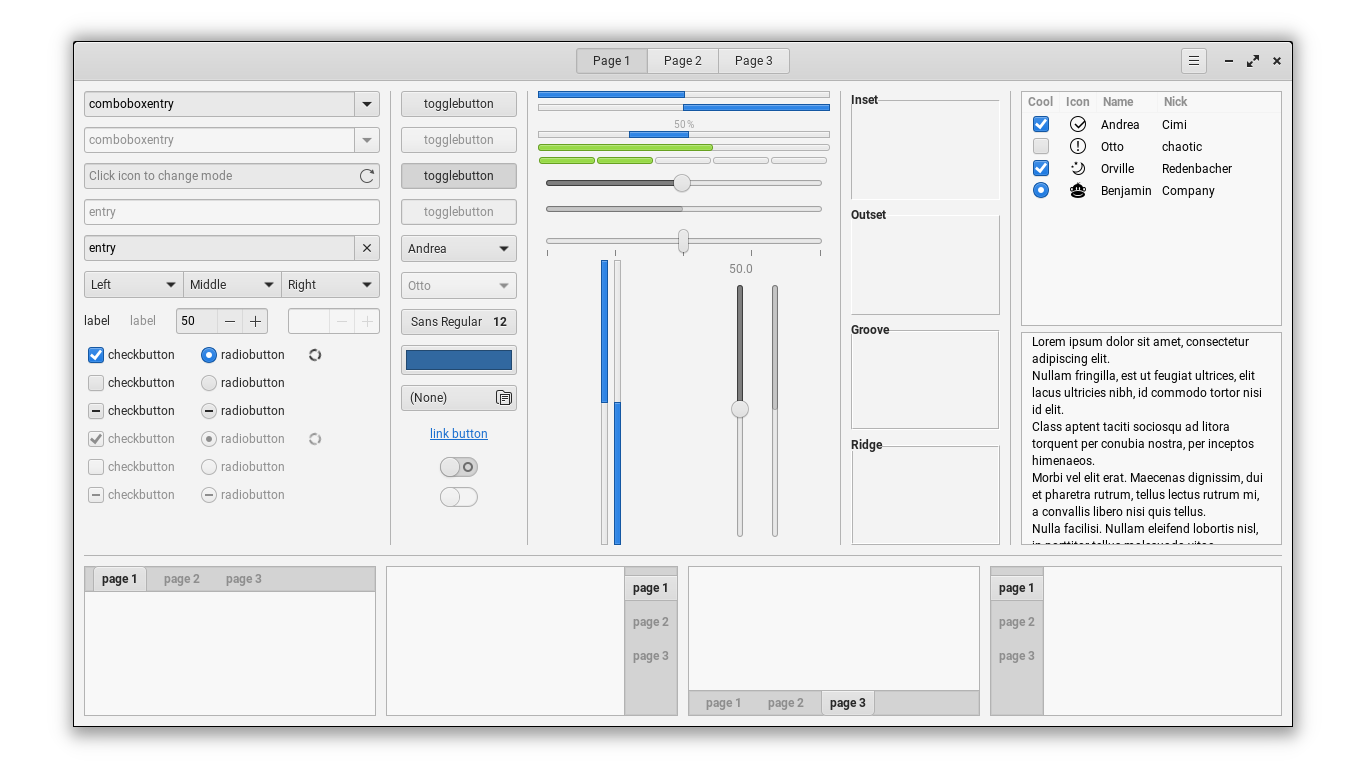 Page 1 Page 2 Page 3
comboboxentry
comboboxentry
Click icon to change mode
entry
entry
Left Middle Right
label label 50
checkbutton radiobutton
checkbutton radiobutton
checkbutton radiobutton
checkbutton radiobutton
checkbutton radiobutton
checkbutton radiobutton
togglebutton
togglebutton
togglebutton
togglebutton
Andrea
Otto
Sans Regular 12
(None)
link button
50 %
50.0
Inset
Outset
Groove
Ridge
Cool Icon Name Nick
Andrea Cimi
Otto chaotic
Orville Redenbacher
Benjamin Company
Lorem ipsum dolor sit amet, consectetur
adipiscing elit.
Nullam fringilla, est ut feugiat ultrices, elit
lacus ultricies nibh, id commodo tortor nisi
id elit.
Class aptent taciti sociosqu ad litora
torquent per conubia nostra, per inceptos
himenaeos.
Morbi vel elit erat. Maecenas dignissim, dui
et pharetra rutrum, tellus lectus rutrum mi,
a convallis libero nisi quis tellus.
Nulla facilisi. Nullam eleifend lobortis nisl,
page 1 page 2 page 3
page 1
page 2
page 3
page 1 page 2 page 3
page 1
page 2
page 3